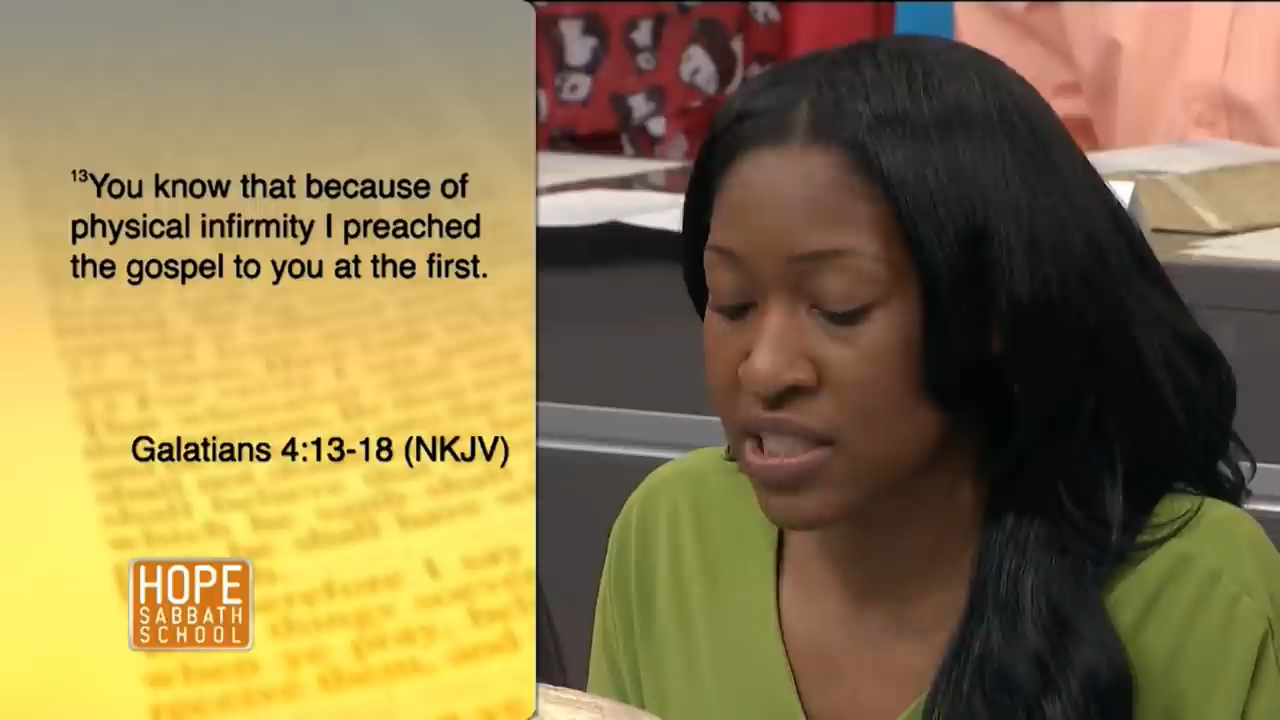 ¹³You know that because of
physical infirmity I preached
the gospel to you at the first.
Galatians 4:13-18 (NKJV)
HOPE
SABBATH
SCHOOL